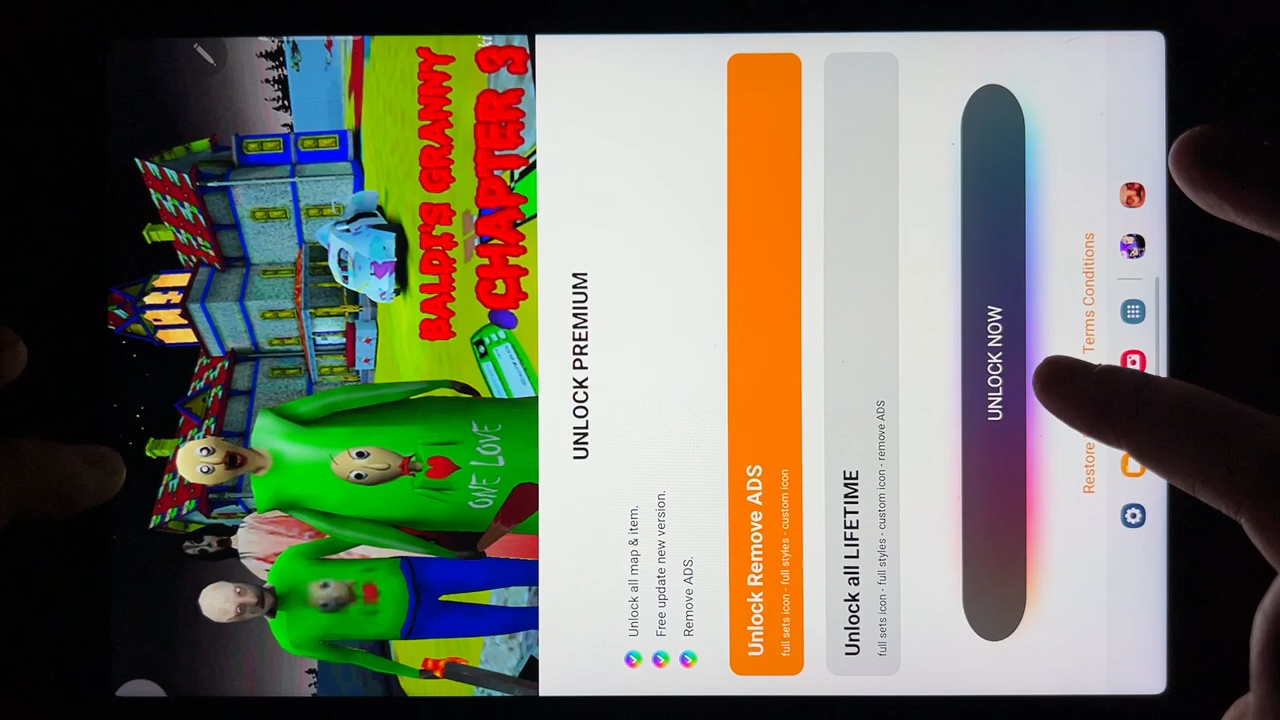 BALDI'S GRANNY
CHAPTER 3
ONE LOVE
UNLOCK PREMIUM
Unlock all map & item.
Free update new version.
Remove ADS.
Unlock Remove ADS
full sets icon - full styles - custom icon
Unlock all LIFETIME
full sets icon - full styles - custom icon - remove ADS
UNLOCK NOW
Restore
Terms Conditions